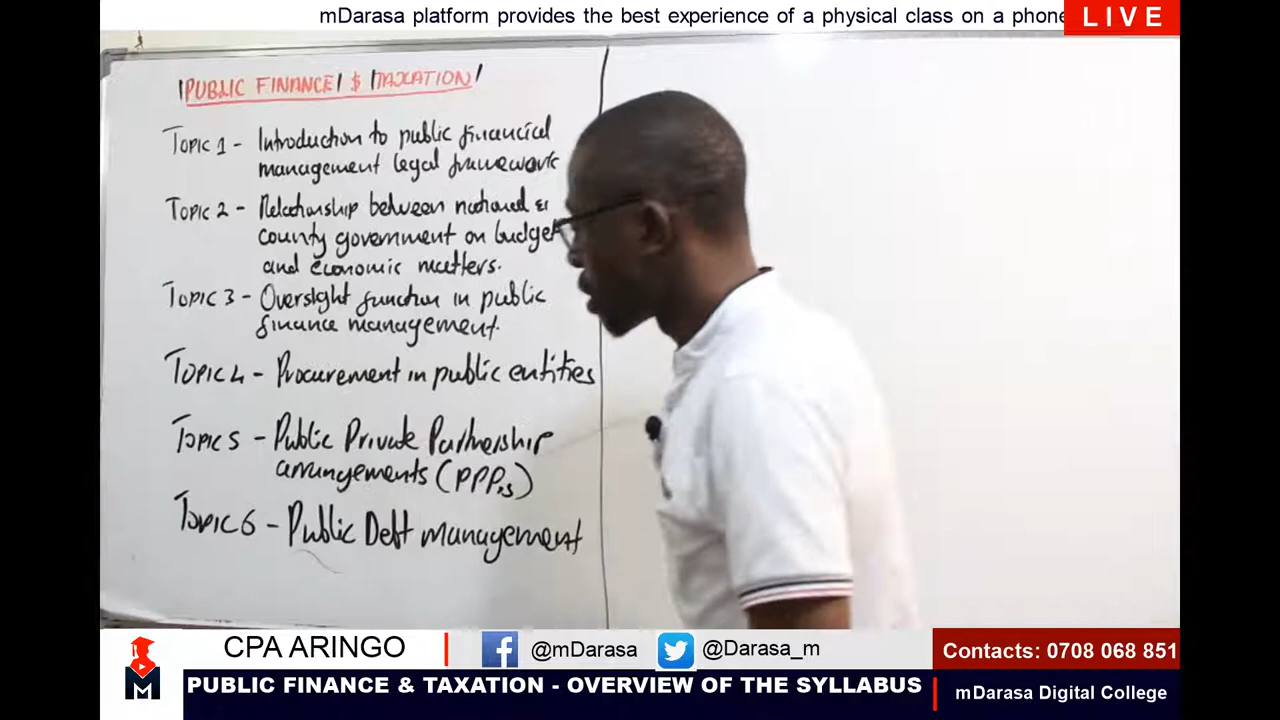 mDarasa platform provides the best experience of a physical class on a phone
LIVE
PUBLIC FINANCE $ TAXATION
TOPIC 1 - Introduction to public financial
management legal framework
TOPIC 2 - Relationship between national &
county government on budget
and economic matters.
TOPIC 3 - Oversight function in public
finance management.
TOPIC 4 - Procurement in public entities
TOPIC 5 - Public Private Partnership
arrangements (PPP,s)
TOPIC 6 - Public Debt management
CPA ARINGO
@mDarasa
@Darasa_m
Contacts: 0708 068 851
M
PUBLIC FINANCE & TAXATION - OVERVIEW OF THE SYLLABUS
mDarasa Digital College